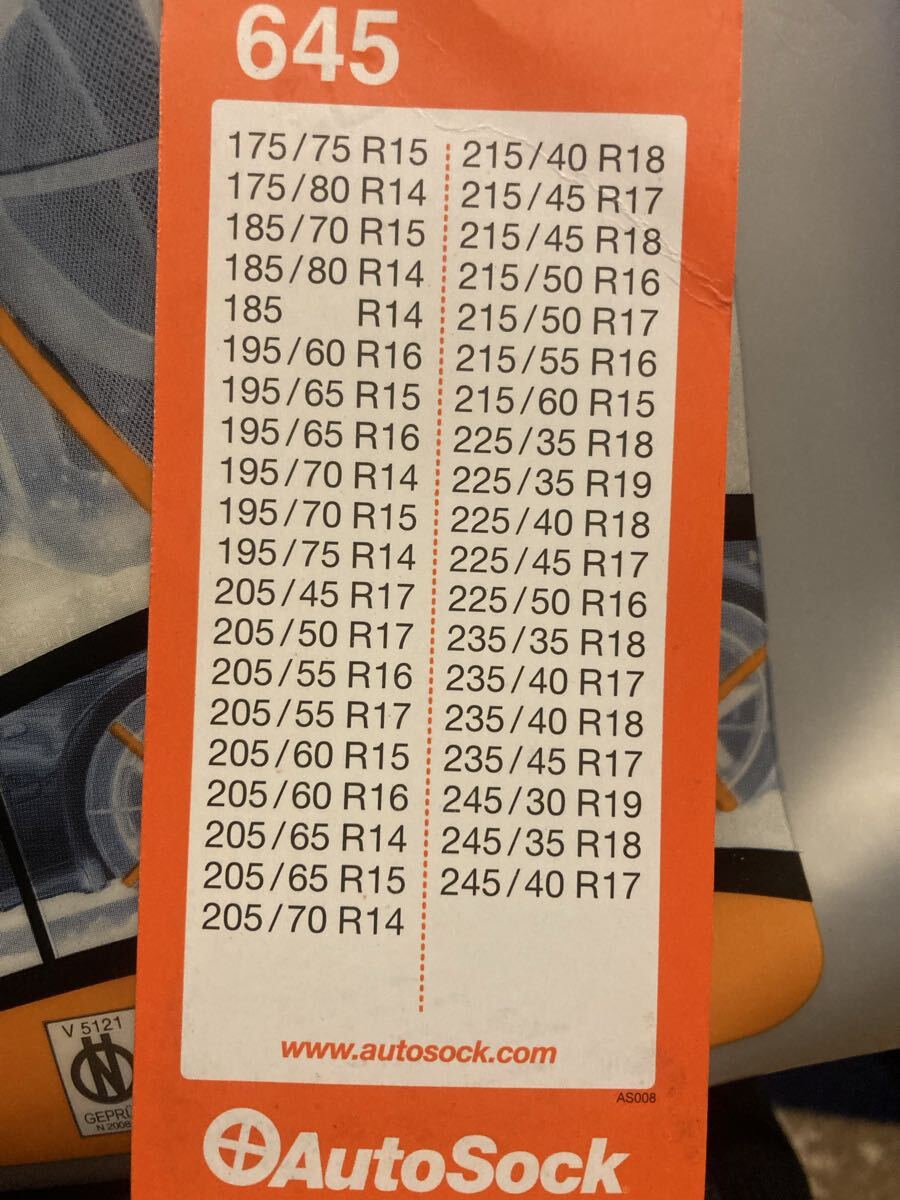 645
175/75 R15
175/80 R14
185/70 R15
185/80 R14
185 R14
195/60 R16
195/65 R15
195/65 R16
195/70 R14
195/70 R15
195/75 R14
205/45 R17
205/50 R17
205/55 R16
205/55 R17
205/60 R15
205/60 R16
205/65 R14
205/65 R15
205/70 R14
215/40 R18
215/45 R17
215/45 R18
215/50 R16
215/50 R17
215/55 R16
215/60 R15
225/35 R18
225/35 R19
225/40 R18
225/45 R17
225/50 R16
235/35 R18
235/40 R17
235/40 R18
235/45 R17
245/30 R19
245/35 R18
245/40 R17
www.autosock.com
AS008
AutoSock
V 5121
GEPRÜ
N 2008